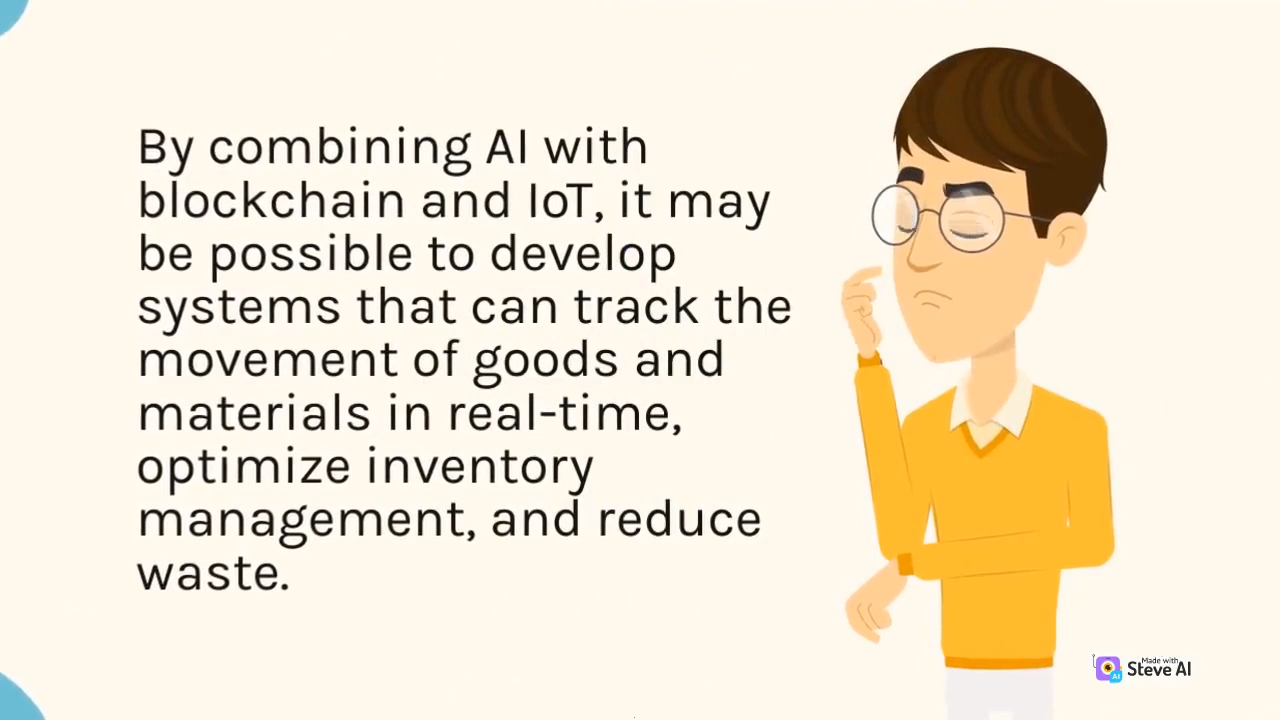 By combining AI with
blockchain and IoT, it may
be possible to develop
systems that can track the
movement of goods and
materials in real-time,
optimize inventory
management, and reduce
waste.
Made with
Steve AI
AI